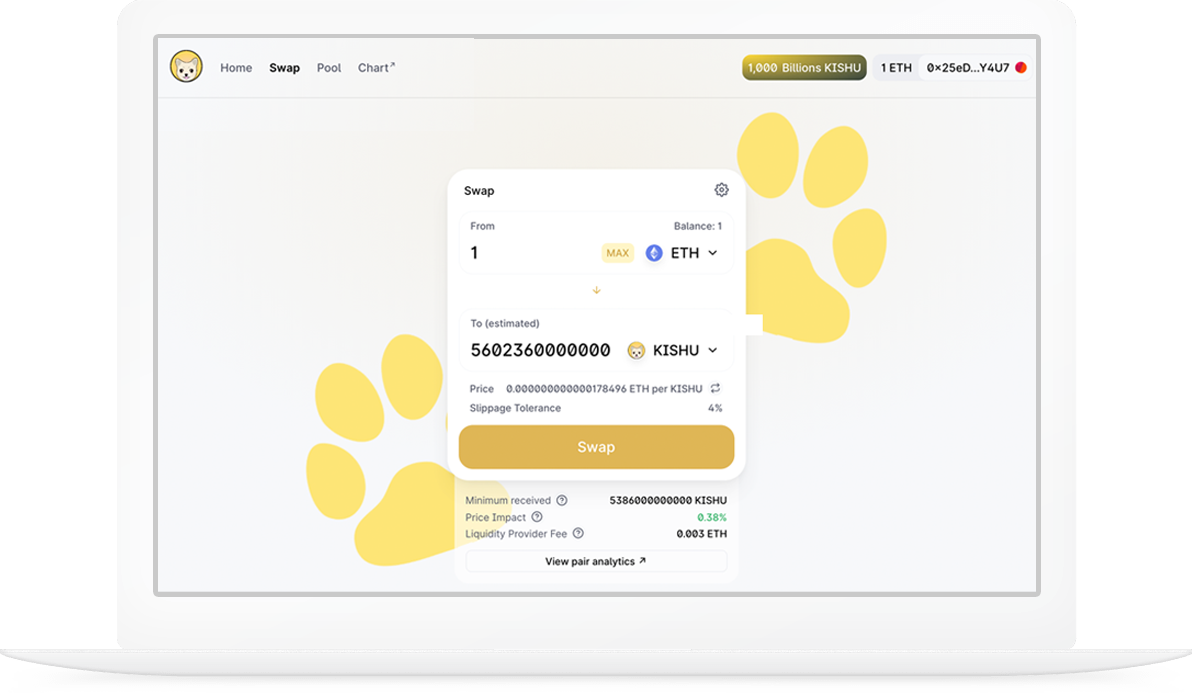 Home Swap Pool Chart↗ 1,000 Billions KISHU 1 ETH 0×25eD...Y4U7
Swap
From Balance: 1
1 MAX ETH
To (estimated)
5602360000000 KISHU
Price 0.000000000000178496 ETH per KISHU
Slippage Tolerance 4%
Swap
Minimum received ? 5386000000000 KISHU
Price Impact ? 0.38%
Liquidity Provider Fee ? 0.003 ETH
View pair analytics ↗